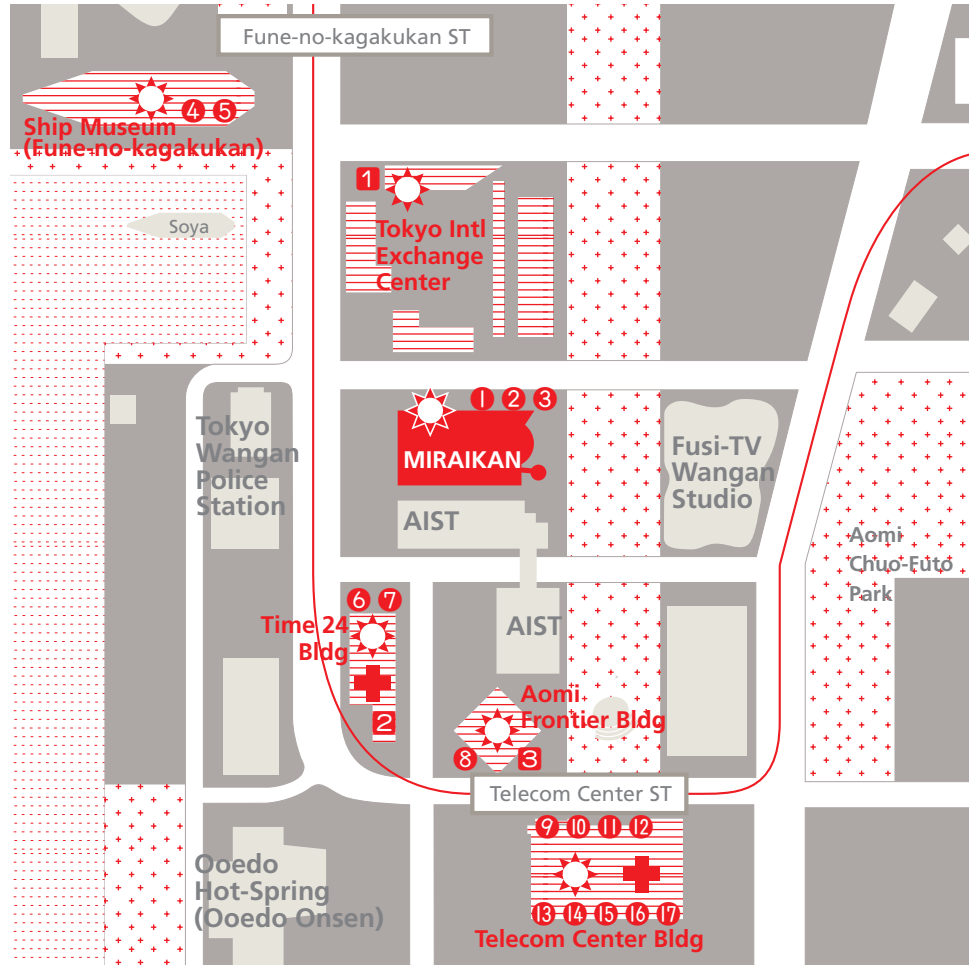 Fune-no-kagakukan ST
4 5
Ship Museum
(Fune-no-kagakukan)
1
Soya
Tokyo Intl
Exchange
Center
1 2 3
MIRAIKAN
Tokyo
Wangan
Police
Station
Fusi-TV
Wangan
Studio
AIST
Aomi
Chuo-Futo
Park
6 7
Time 24
Bldg
AIST
2
Aomi
Frontier Bldg
8 3
Telecom Center ST
9 10 11 12
Ooedo
Hot-Spring
(Ooedo Onsen)
13 14 15 16 17
Telecom Center Bldg